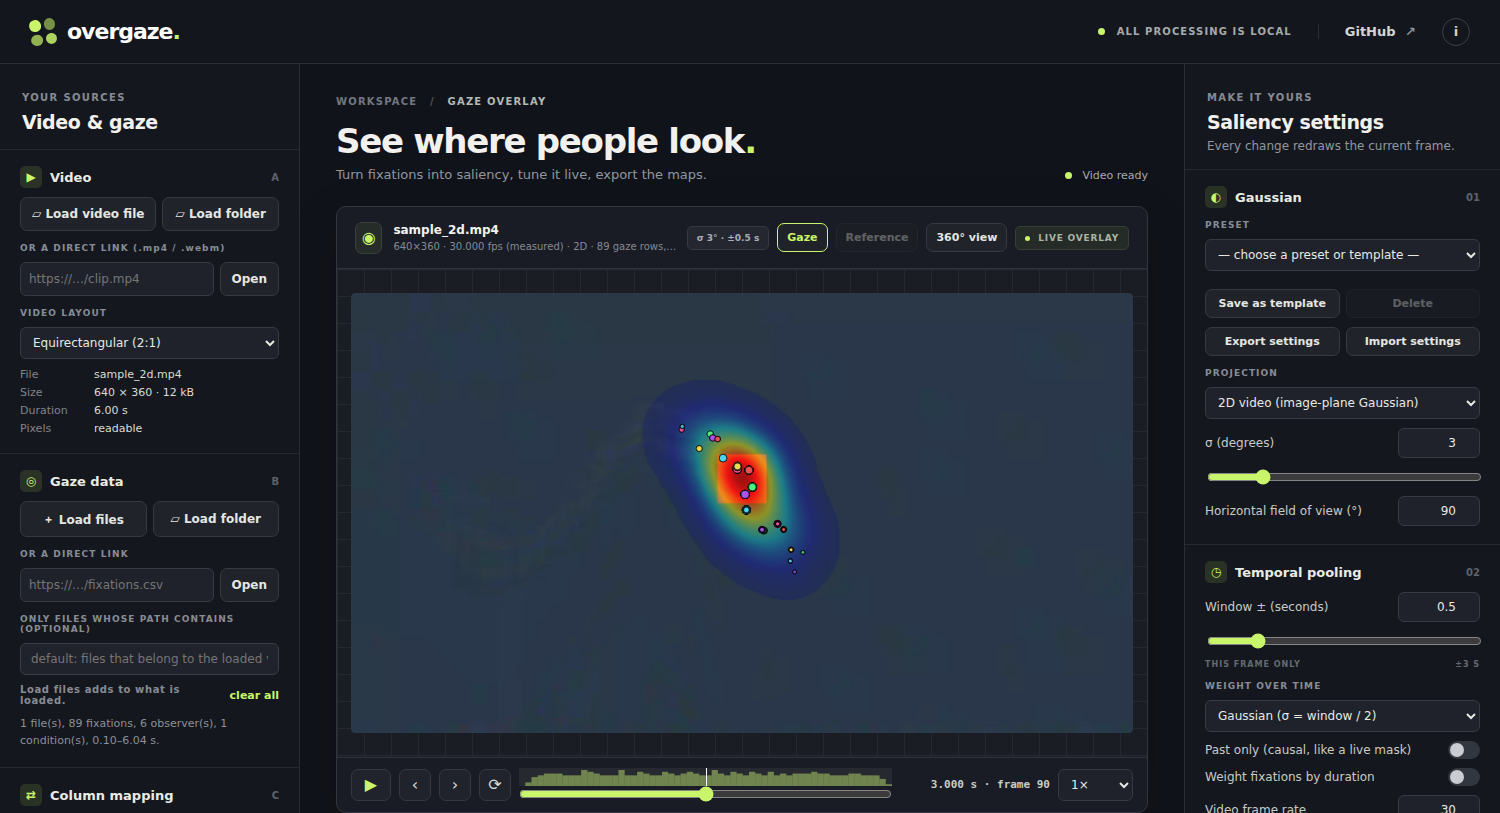 overgaze.
ALL PROCESSING IS LOCAL
GitHub ↗
i
YOUR SOURCES
Video & gaze
Video
A
Load video file
Load folder
OR A DIRECT LINK (.mp4 / .webm)
https://…/clip.mp4
Open
VIDEO LAYOUT
Equirectangular (2:1)
File sample_2d.mp4
Size 640 × 360 · 12 kB
Duration 6.00 s
Pixels readable
Gaze data
B
+ Load files
Load folder
OR A DIRECT LINK
https://…/fixations.csv
Open
ONLY FILES WHOSE PATH CONTAINS
(OPTIONAL)
default: files that belong to the loaded
Load files adds to what is
loaded.
clear all
1 file(s), 89 fixations, 6 observer(s), 1
condition(s), 0.10–6.04 s.
Column mapping
C
WORKSPACE / GAZE OVERLAY
See where people look.
Turn fixations into saliency, tune it live, export the maps.
Video ready
sample_2d.mp4
640×360 · 30.000 fps (measured) · 2D · 89 gaze rows,…
σ 3° · ±0.5 s
Gaze
Reference
360° view
LIVE OVERLAY
3.000 s · frame 90
1×
MAKE IT YOURS
Saliency settings
Every change redraws the current frame.
Gaussian
01
PRESET
— choose a preset or template —
Save as template
Delete
Export settings
Import settings
PROJECTION
2D video (image-plane Gaussian)
σ (degrees)
3
Horizontal field of view (°)
90
Temporal pooling
02
Window ± (seconds)
0.5
THIS FRAME ONLY
±3 S
WEIGHT OVER TIME
Gaussian (σ = window / 2)
Past only (causal, like a live mask)
Weight fixations by duration
Video frame rate
30